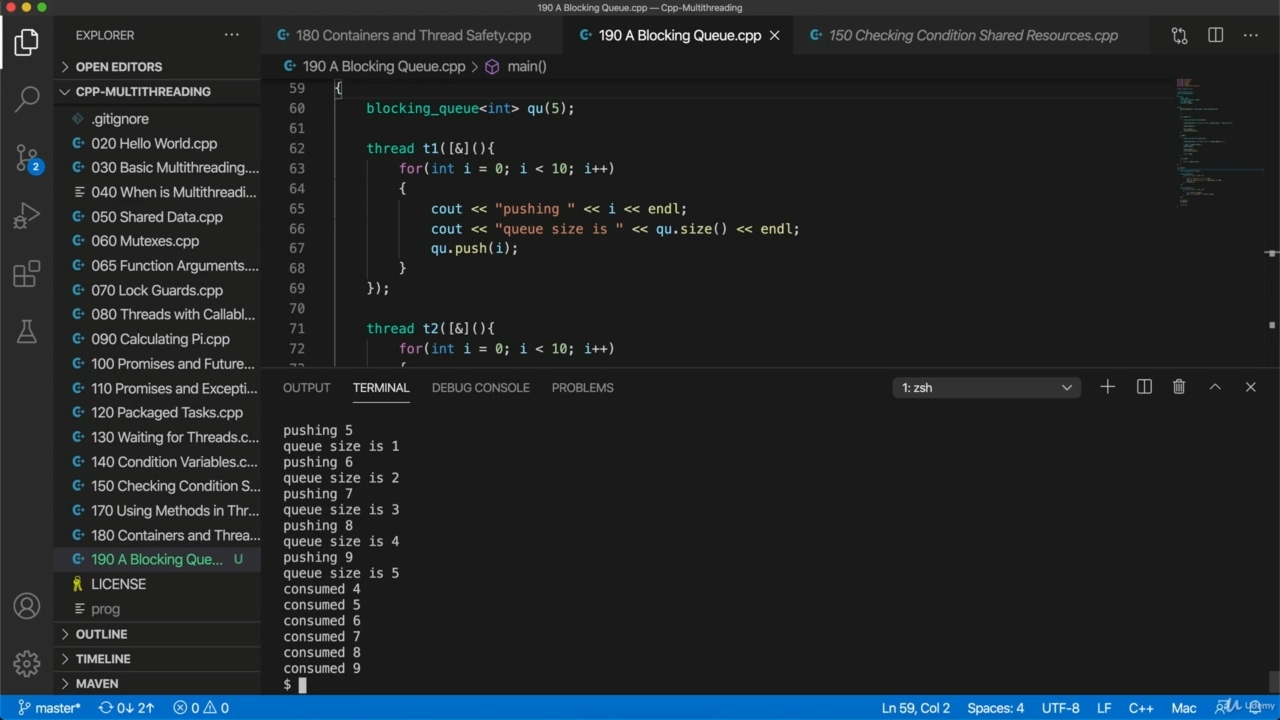 190 A Blocking Queue.cpp — Cpp-Multithreading
EXPLORER
180 Containers and Thread Safety.cpp
190 A Blocking Queue.cpp
150 Checking Condition Shared Resources.cpp
OPEN EDITORS
190 A Blocking Queue.cpp > main()
CPP-MULTITHREADING
.gitignore
020 Hello World.cpp
030 Basic Multithreading....
040 When is Multithreadi...
050 Shared Data.cpp
060 Mutexes.cpp
065 Function Arguments....
070 Lock Guards.cpp
080 Threads with Callabl...
090 Calculating Pi.cpp
100 Promises and Future...
110 Promises and Excepti...
120 Packaged Tasks.cpp
130 Waiting for Threads.c...
140 Condition Variables.c...
150 Checking Condition S...
170 Using Methods in Thr...
180 Containers and Threa...
190 A Blocking Que... U
LICENSE
prog
OUTLINE
TIMELINE
MAVEN
2
59 {
60 blocking_queue<int> qu(5);
61
62 thread t1([&](){
63 for(int i = 0; i < 10; i++)
64 {
65 cout << "pushing " << i << endl;
66 cout << "queue size is " << qu.size() << endl;
67 qu.push(i);
68 }
69 });
70
71 thread t2([&](){
72 for(int i = 0; i < 10; i++)
OUTPUT TERMINAL DEBUG CONSOLE PROBLEMS
1: zsh
pushing 5
queue size is 1
pushing 6
queue size is 2
pushing 7
queue size is 3
pushing 8
queue size is 4
pushing 9
queue size is 5
consumed 4
consumed 5
consumed 6
consumed 7
consumed 8
consumed 9
$
master* 0↓ 2↑ 0 0
Ln 59, Col 2 Spaces: 4 UTF-8 LF C++ Mac
Udemy